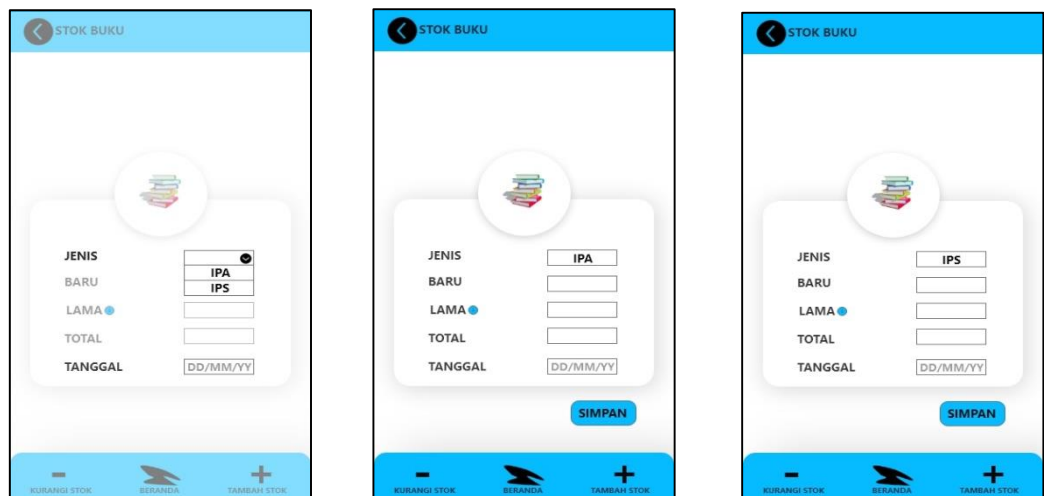 STOK BUKU
JENIS
IPA
BARU
IPS
LAMA
TOTAL
TANGGAL DD/MM/YY
KURANGI STOK BERANDA TAMBAH STOK
STOK BUKU
JENIS IPA
BARU
LAMA
TOTAL
TANGGAL DD/MM/YY
SIMPAN
KURANGI STOK BERANDA TAMBAH STOK
STOK BUKU
JENIS IPS
BARU
LAMA
TOTAL
TANGGAL DD/MM/YY
SIMPAN
KURANGI STOK BERANDA TAMBAH STOK